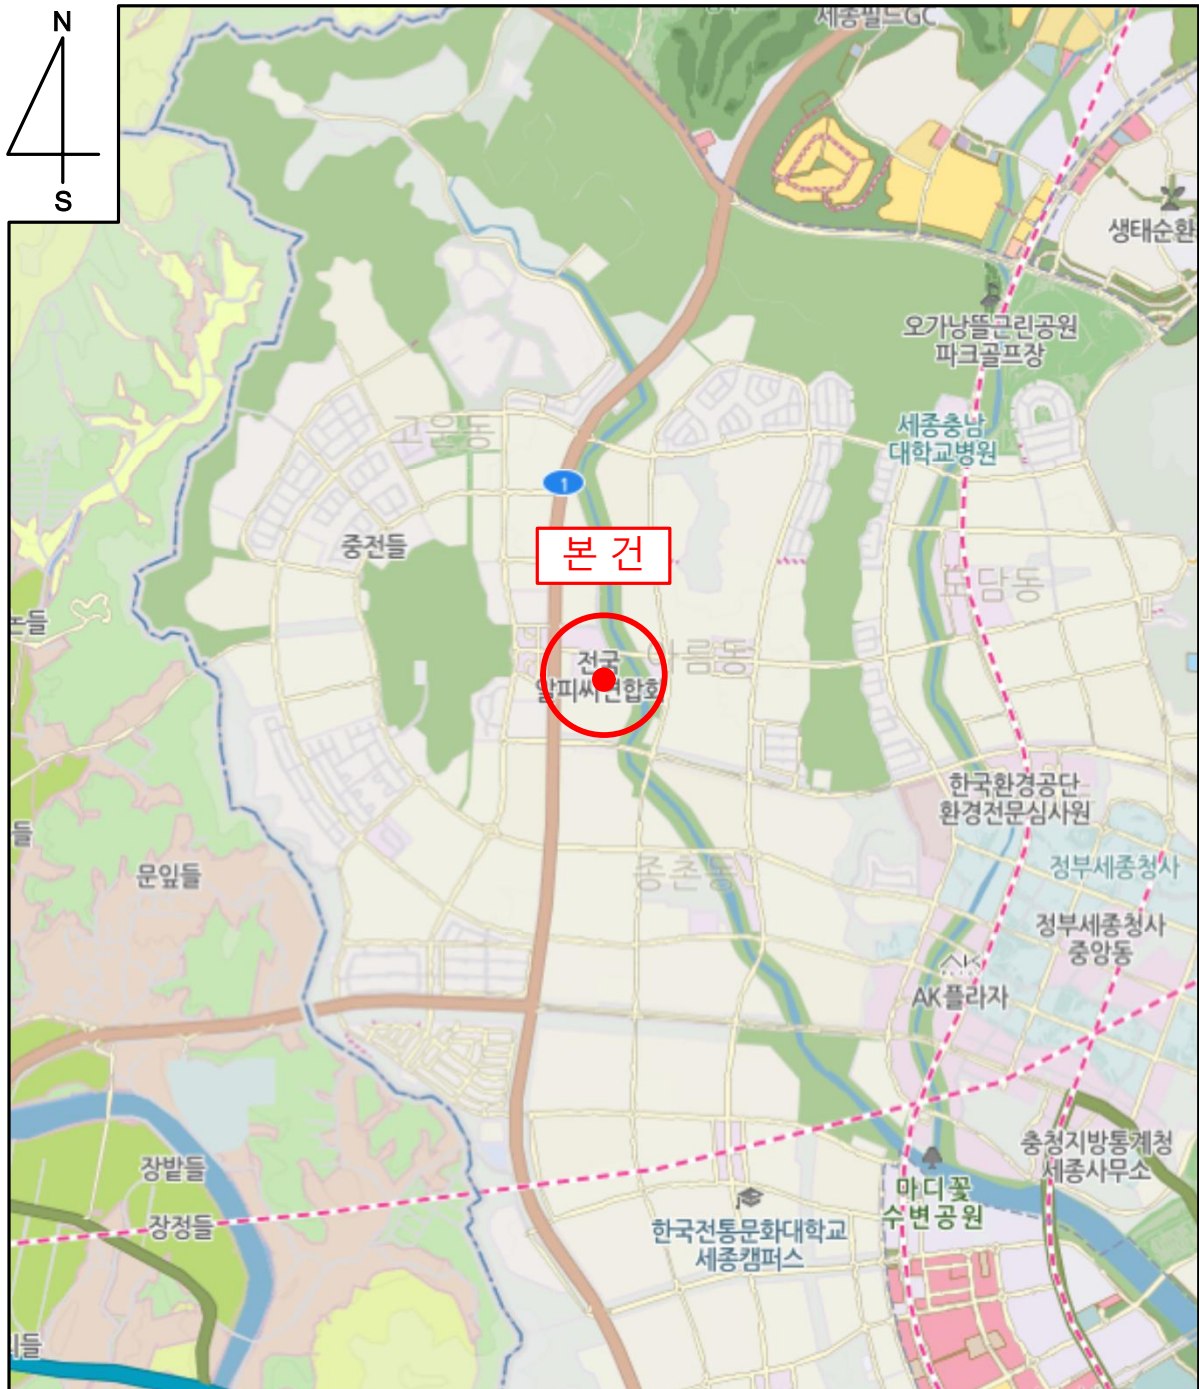 N
S
세종필드GC
생태순환
오가낭뜰근린공원
파크골프장
세종충남
대학교병원
고운동
1
본 건
중전들
도담동
논들
아름동
전국
알피씨연합회
한국환경공단
환경전문심사원
들
문잎들
종촌동
정부세종청사
정부세종청사
중앙동
AK
AK플라자
장밭들
충청지방통계청
세종사무소
마디꽃
수변공원
장정들
한국전통문화대학교
세종캠퍼스
들